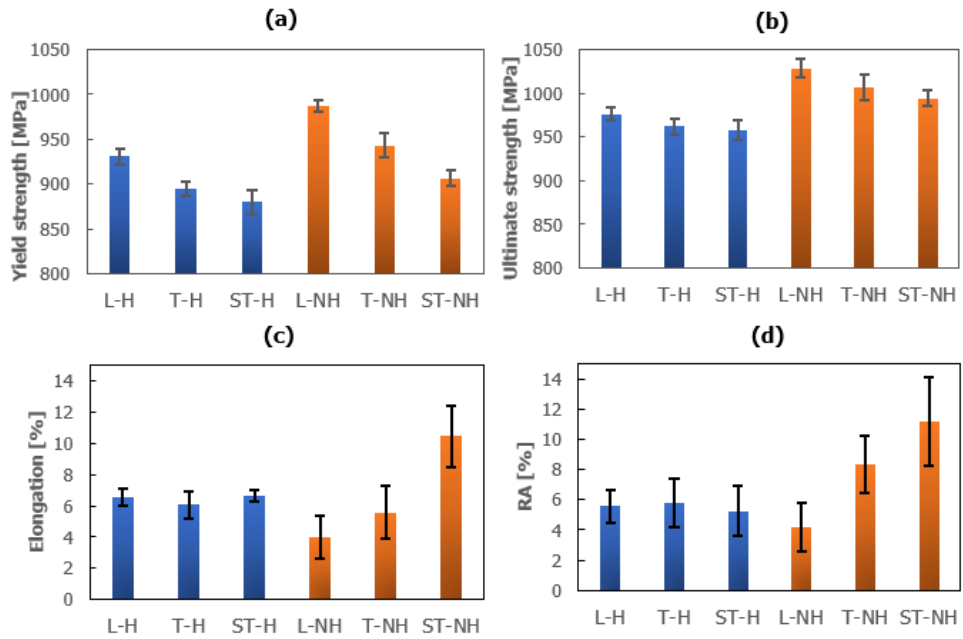 (a)
Yield strength [MPa]
1050
1000
950
900
850
800
L-H T-H ST-H L-NH T-NH ST-NH
(b)
Ultimate strength [MPa]
1050
1000
950
900
850
800
L-H T-H ST-H L-NH T-NH ST-NH
(c)
Elongation [%]
14
12
10
8
6
4
2
0
L-H T-H ST-H L-NH T-NH ST-NH
(d)
RA [%]
14
12
10
8
6
4
2
0
L-H T-H ST-H L-NH T-NH ST-NH